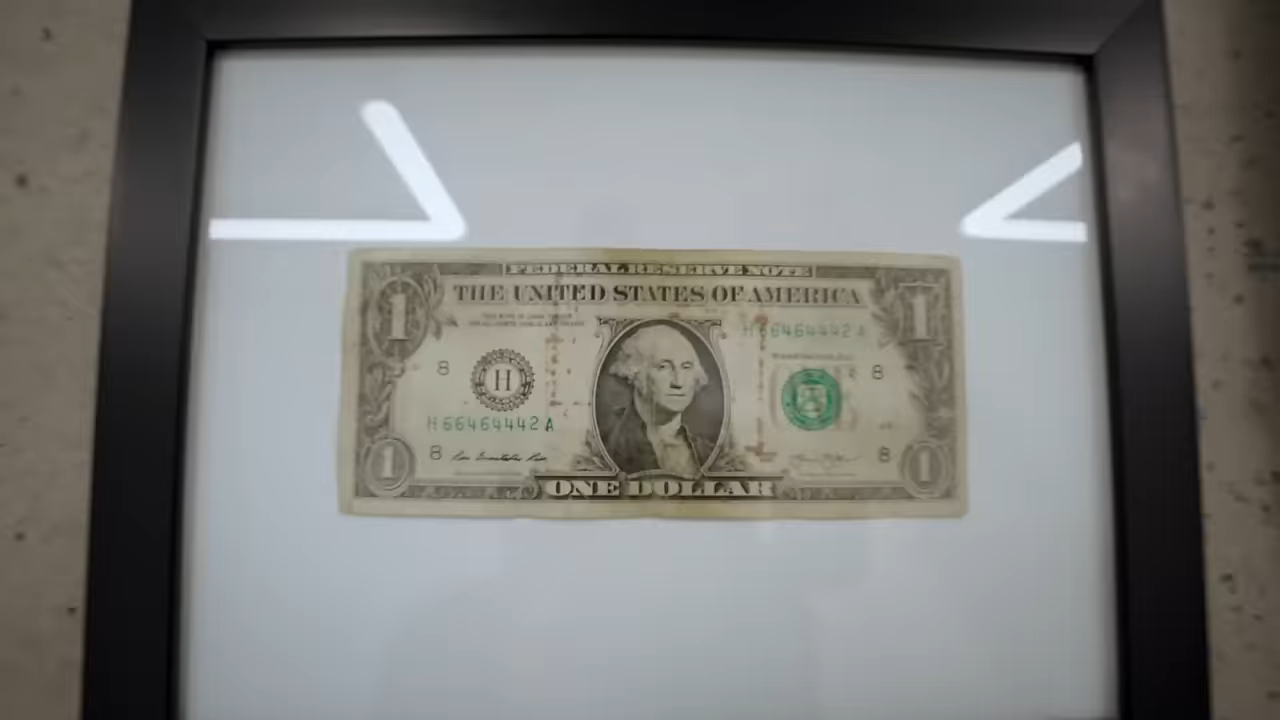 FEDERAL RESERVE NOTE
THE UNITED STATES OF AMERICA
1
1
H 66464442 A
8
8
H
H 66464442 A
8
8
1
1
ONE DOLLAR